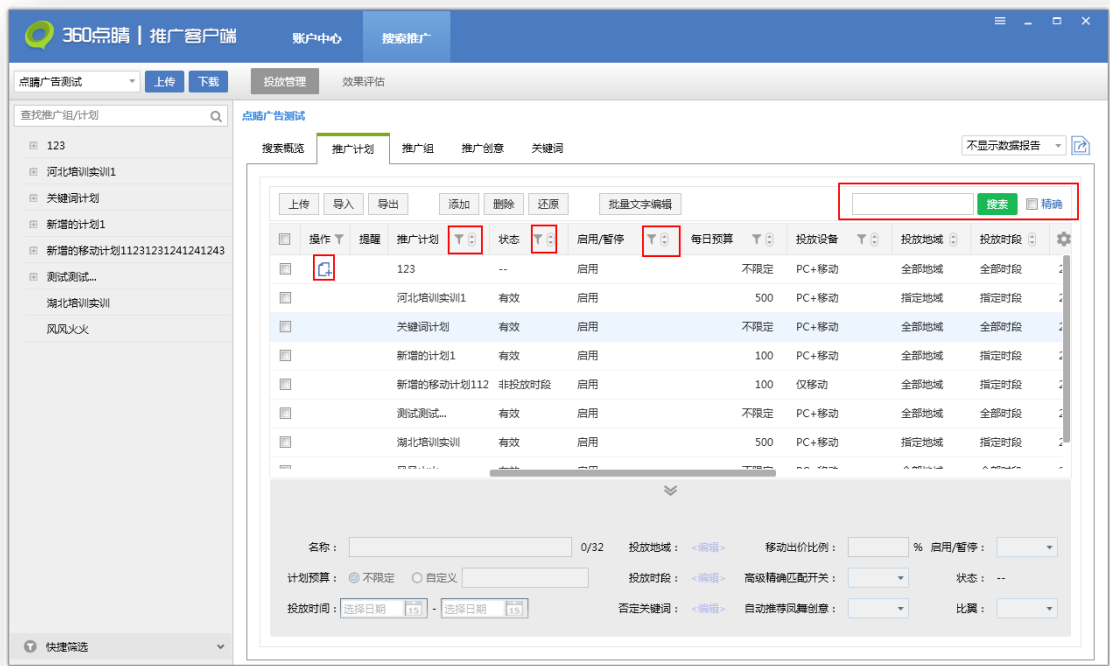 360点睛 | 推广客户端 账户中心 搜索推广
点睛广告测试 上传 下载 投放管理 效果评估
查找推广组/计划
123
河北培训实训1
关键词计划
新增的计划1
新增的移动计划11231231241241243
测试测试...
湖北培训实训
风风火火
快捷筛选
点睛广告测试
搜索概览 推广计划 推广组 推广创意 关键词 不显示数据报告
上传 导入 导出 添加 删除 还原 批量文字编辑 搜索 精确
操作 提醒 推广计划 状态 启用/暂停 每日预算 投放设备 投放地域 投放时段
123 -- 启用 不限定 PC+移动 全部地域 全部时段
河北培训实训1 有效 启用 500 PC+移动 指定地域 指定时段
关键词计划 有效 启用 不限定 PC+移动 全部地域 全部时段
新增的计划1 有效 启用 100 PC+移动 全部地域 指定时段
新增的移动计划112 非投放时段 启用 100 仅移动 全部地域 指定时段
测试测试... 有效 启用 不限定 PC+移动 全部地域 全部时段
湖北培训实训 有效 启用 500 PC+移动 指定地域 指定时段
名称： 0/32 投放地域： <编辑> 移动出价比例： % 启用/暂停：
计划预算： 不限定 自定义 投放时段： <编辑> 高级精确匹配开关： 状态： --
投放时间： 选择日期 15 - 选择日期 15 否定关键词： <编辑> 自动推荐凤舞创意： 比翼：